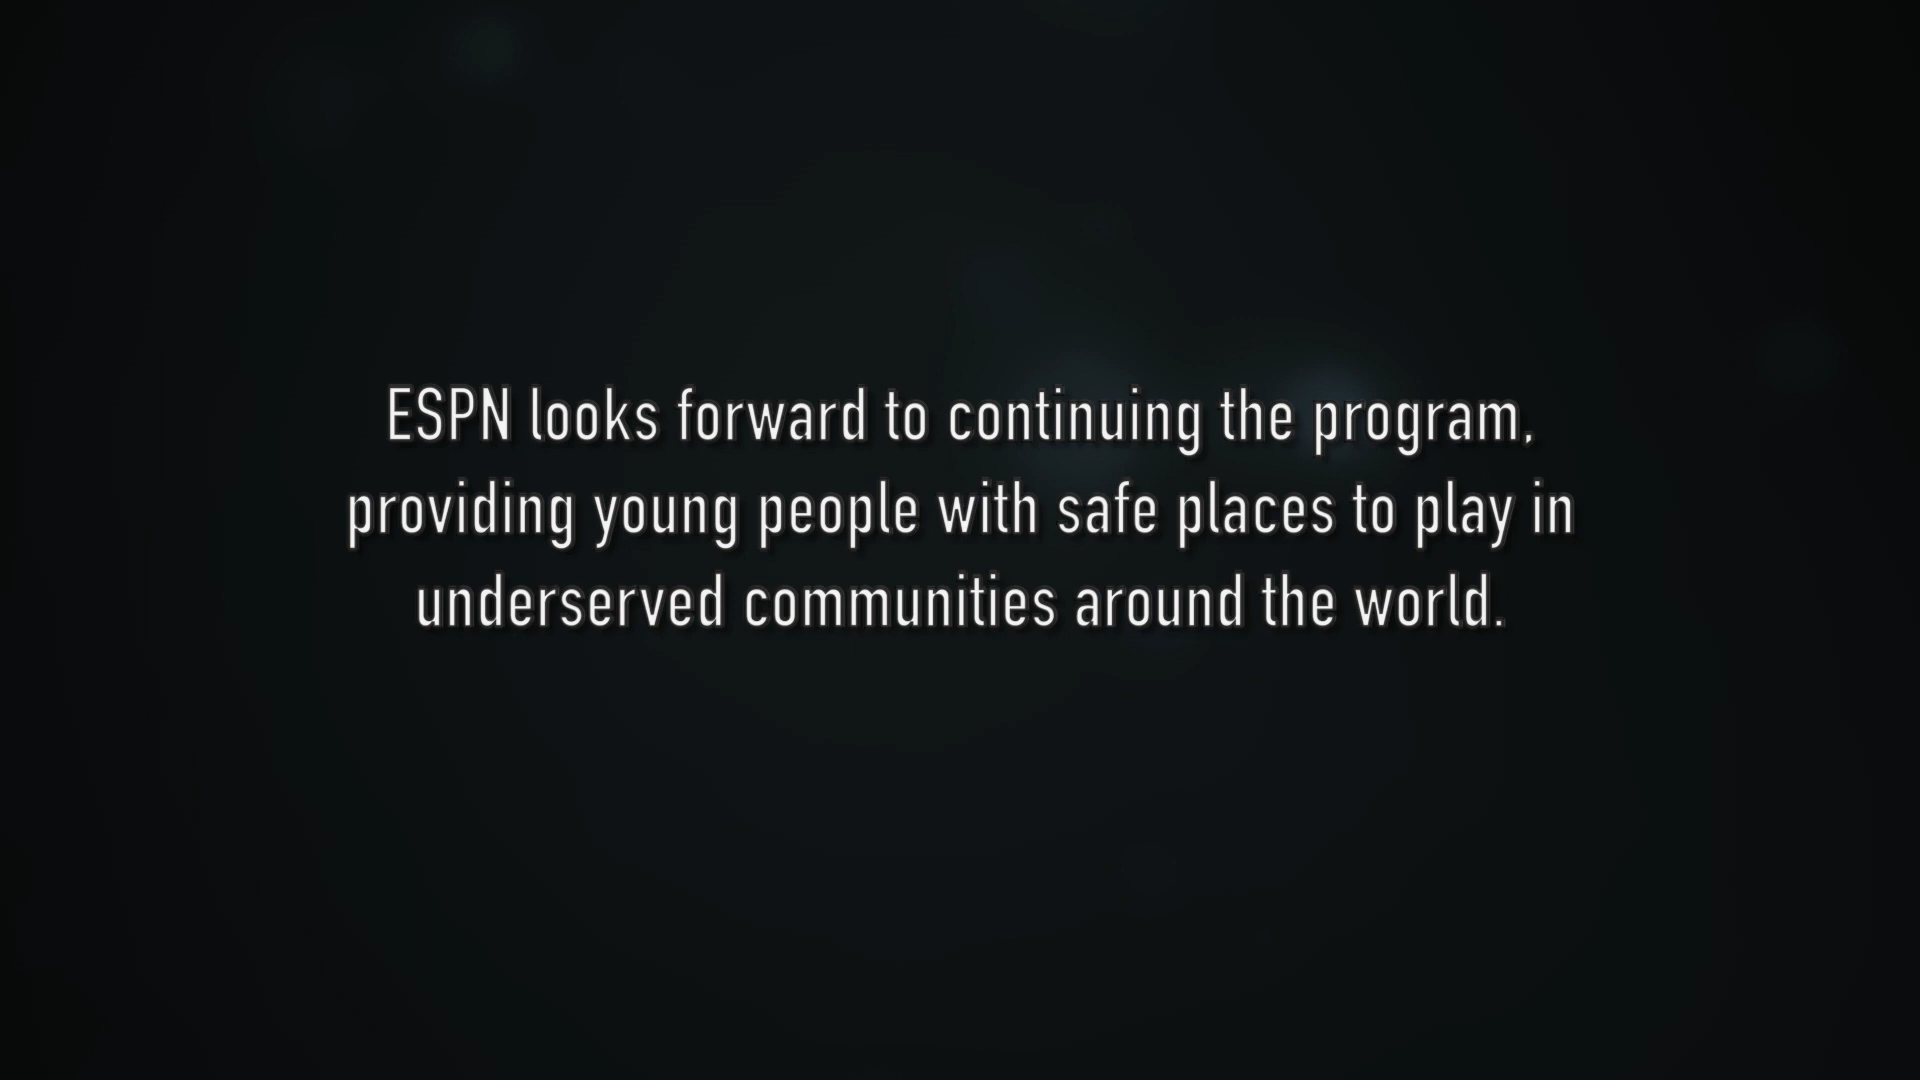 ESPN looks forward to continuing the program,
providing young people with safe places to play in
underserved communities around the world.